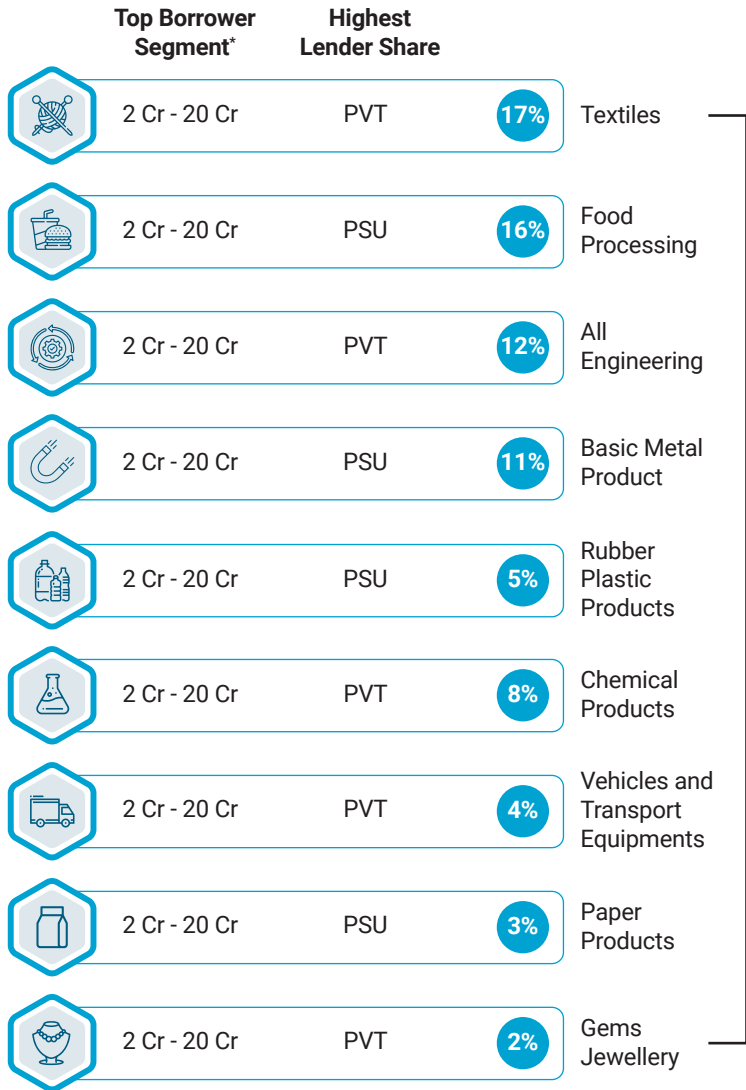 Top Borrower
Segment*
Highest
Lender Share
2 Cr - 20 Cr PVT 17% Textiles
2 Cr - 20 Cr PSU 16% Food
Processing
2 Cr - 20 Cr PVT 12% All
Engineering
2 Cr - 20 Cr PSU 11% Basic Metal
Product
2 Cr - 20 Cr PSU 5% Rubber
Plastic
Products
2 Cr - 20 Cr PVT 8% Chemical
Products
2 Cr - 20 Cr PVT 4% Vehicles and
Transport
Equipments
2 Cr - 20 Cr PSU 3% Paper
Products
2 Cr - 20 Cr PVT 2% Gems
Jewellery